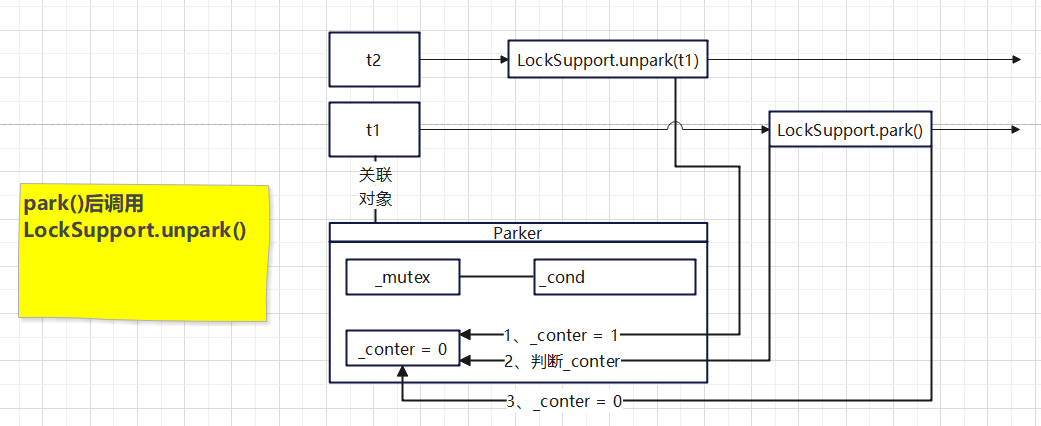 t2
LockSupport.unpark(t1)
t1
LockSupport.park()
关联
对象
park()后调用
LockSupport.unpark()
Parker
_mutex
_cond
_conter = 0
1、_conter = 1
2、判断_conter
3、_conter = 0